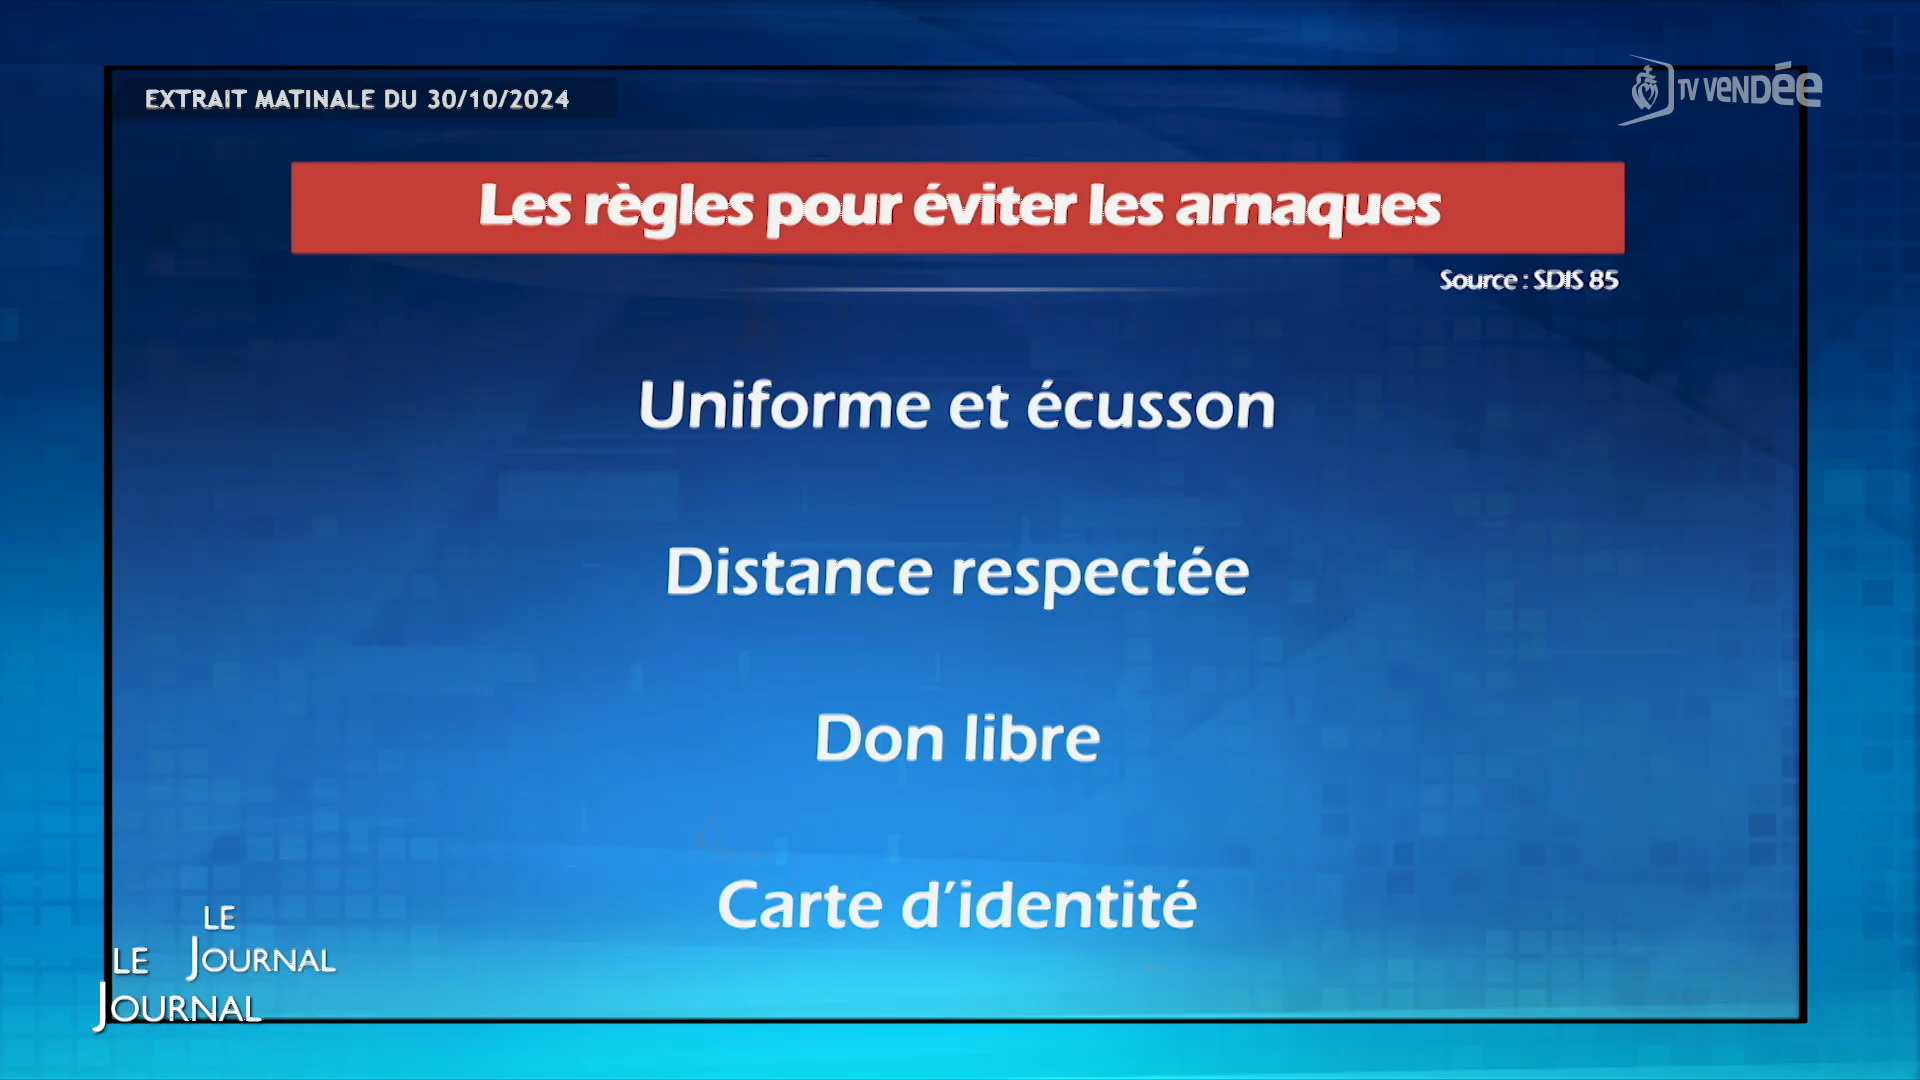 EXTRAIT MATINALE DU 30/10/2024
TV VENDÉE
Les règles pour éviter les arnaques
Source : SDIS 85
Uniforme et écusson
Distance respectée
Don libre
Carte d'identité
LE
JOURNAL
LE
JOURNAL